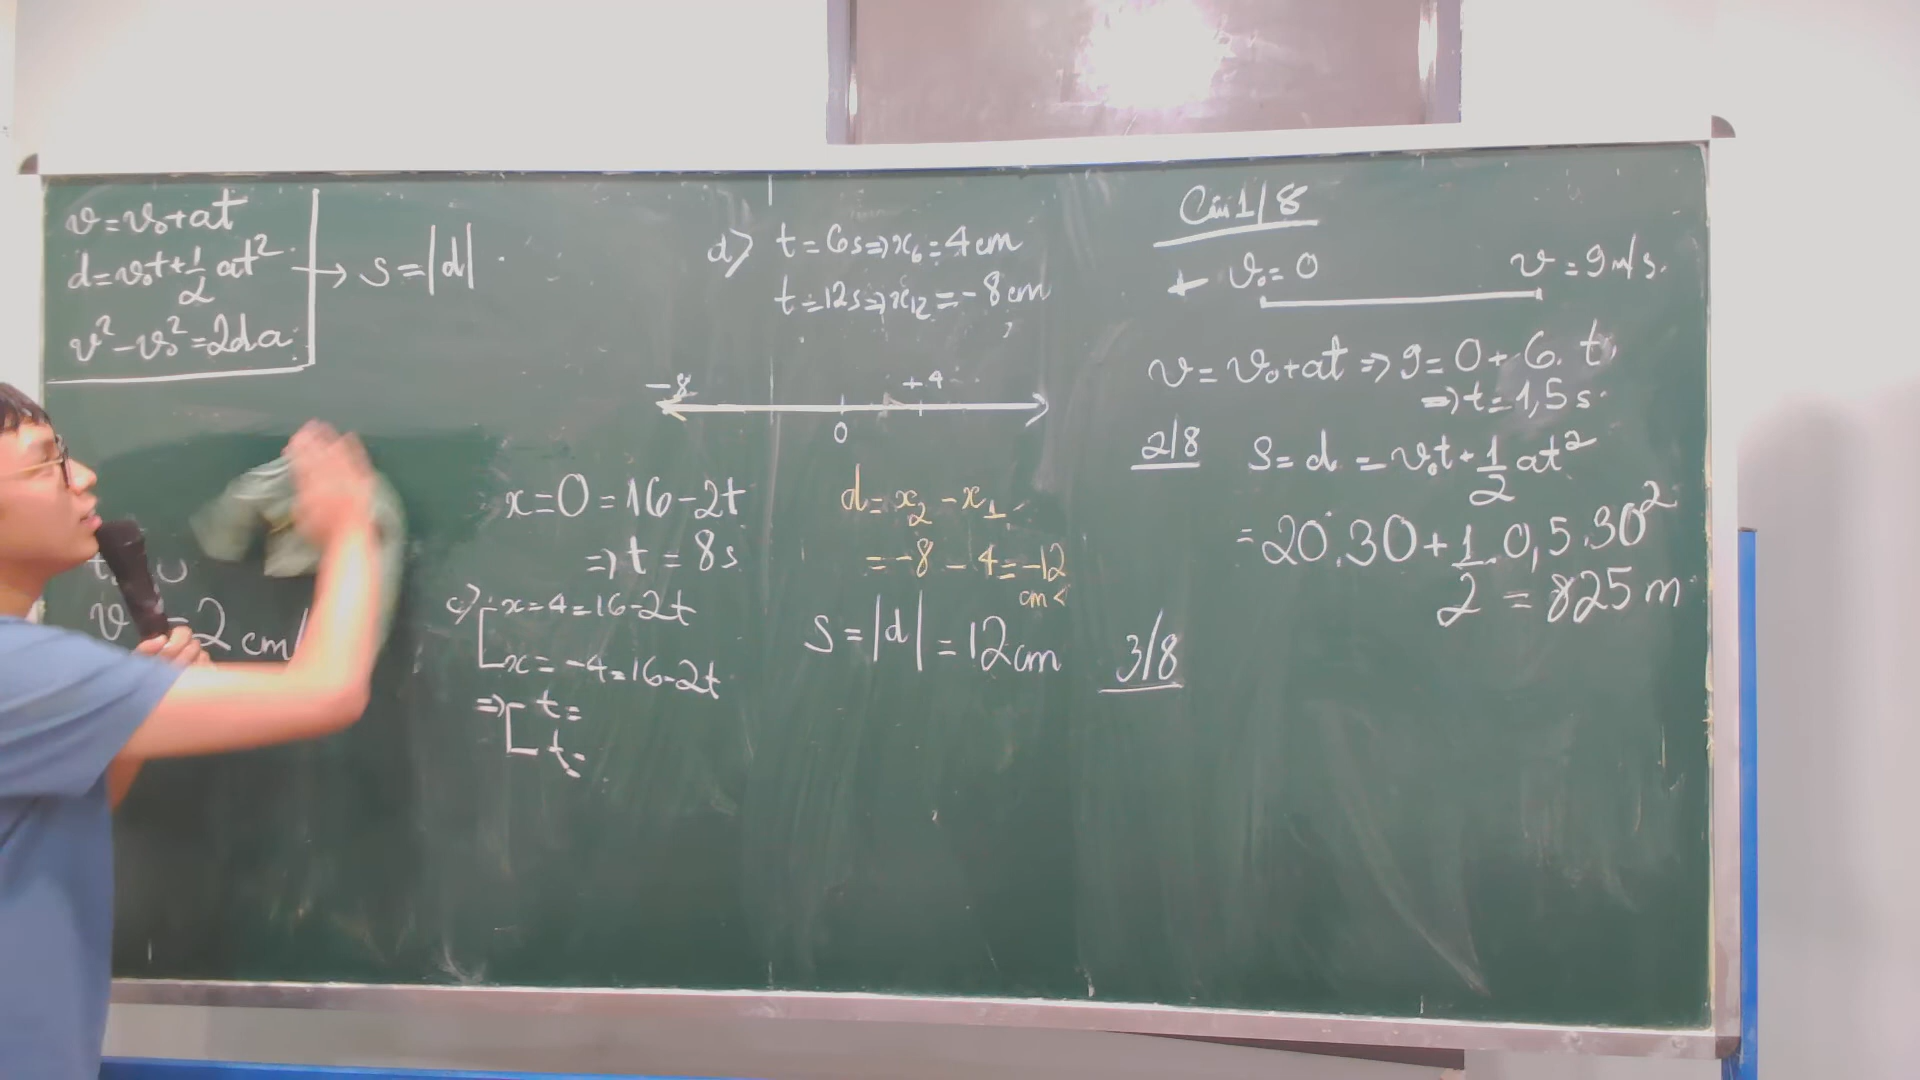 v = v₀ + at
d = v₀t + 1/2 at² → s = |d|
v² - v₀² = 2da
= 2 cm/
x = 0 = 16 - 2t
⇒ t = 8s
c) x = 4 = 16 - 2t
x = -4 = 16 - 2t
⇒ t =
t =
d) t = 6s ⇒ x₆ = 4 cm
t = 12s ⇒ x₁₂ = -8 cm
-8 +4
0
d = x₂ - x₁
= -8 - 4 = -12
cm
S = |d| = 12 cm
1/8
+ v₀ = 0 v = 9 m/s.
v = v₀ + at ⇒ 9 = 0 + 6. t
⇒ t = 1,5 s
2/8 S = d = v₀t + 1/2 at²
= 20.30 + 1/2 . 0,5.30²
= 825 m
3/8